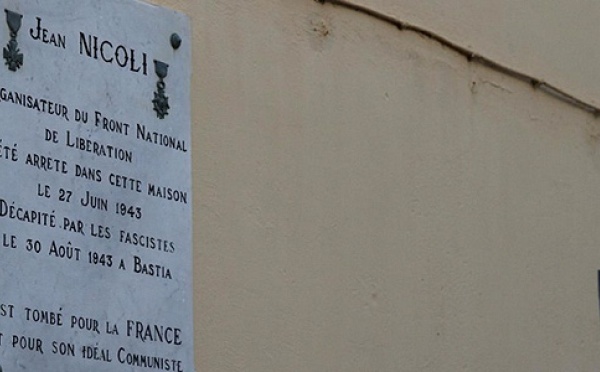 Jean NICOLI
GANISATEUR DU FRONT NATIONAL
DE LIBÉRATION
ÉTÉ ARRETE DANS CETTE MAISON
LE 27 JUIN 1943
DÉCAPITÉ PAR LES FASCISTES
LE 30 AOÛT 1943 A BASTIA
ST TOMBÉ POUR LA FRANCE
T POUR SON IDÉAL COMMUNISTE